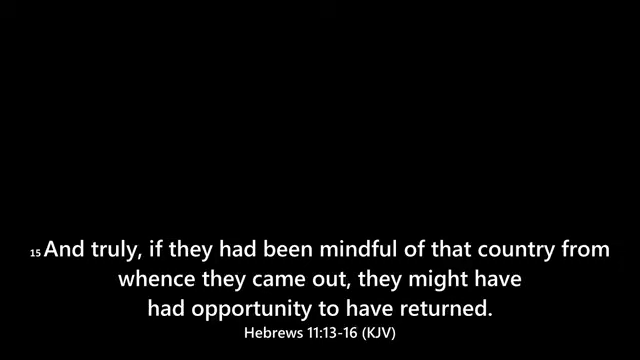 15 And truly, if they had been mindful of that country from
whence they came out, they might have
had opportunity to have returned.
Hebrews 11:13-16 (KJV)